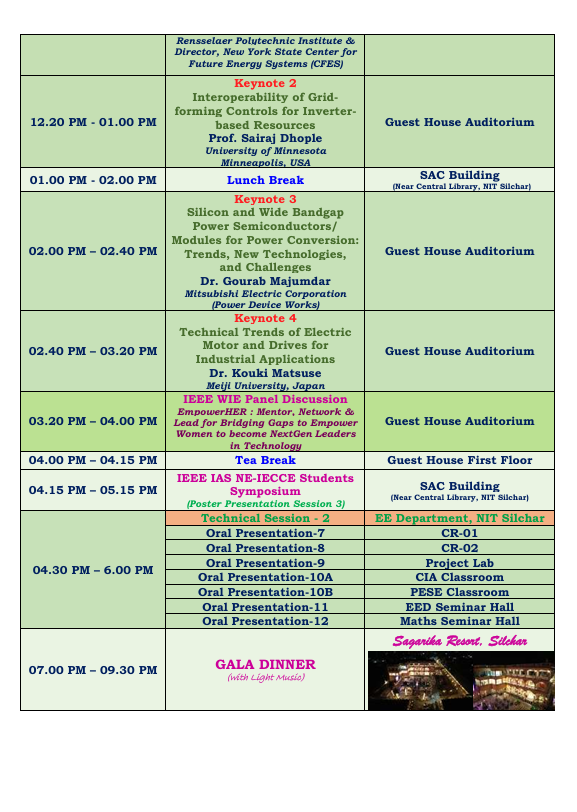 Rensselaer Polytechnic Institute &
Director, New York State Center for
Future Energy Systems (CFES)
12.20 PM - 01.00 PM
Keynote 2
Interoperability of Grid-
forming Controls for Inverter-
based Resources
Prof. Sairaj Dhople
University of Minnesota
Minneapolis, USA
Guest House Auditorium
01.00 PM - 02.00 PM
Lunch Break
SAC Building
(Near Central Library, NIT Silchar)
02.00 PM – 02.40 PM
Keynote 3
Silicon and Wide Bandgap
Power Semiconductors/
Modules for Power Conversion:
Trends, New Technologies,
and Challenges
Dr. Gourab Majumdar
Mitsubishi Electric Corporation
(Power Device Works)
Guest House Auditorium
02.40 PM – 03.20 PM
Keynote 4
Technical Trends of Electric
Motor and Drives for
Industrial Applications
Dr. Kouki Matsuse
Meiji University, Japan
Guest House Auditorium
03.20 PM – 04.00 PM
IEEE WIE Panel Discussion
EmpowerHER : Mentor, Network &
Lead for Bridging Gaps to Empower
Women to become NextGen Leaders
in Technology
Guest House Auditorium
04.00 PM – 04.15 PM
Tea Break
Guest House First Floor
04.15 PM – 05.15 PM
IEEE IAS NE-IECCE Students
Symposium
(Poster Presentation Session 3)
SAC Building
(Near Central Library, NIT Silchar)
04.30 PM – 6.00 PM
Technical Session - 2
EE Department, NIT Silchar
Oral Presentation-7
CR-01
Oral Presentation-8
CR-02
Oral Presentation-9
Project Lab
Oral Presentation-10A
CIA Classroom
Oral Presentation-10B
PESE Classroom
Oral Presentation-11
EED Seminar Hall
Oral Presentation-12
Maths Seminar Hall
07.00 PM – 09.30 PM
GALA DINNER
(with Light Music)
Sagarika Resort, Silchar